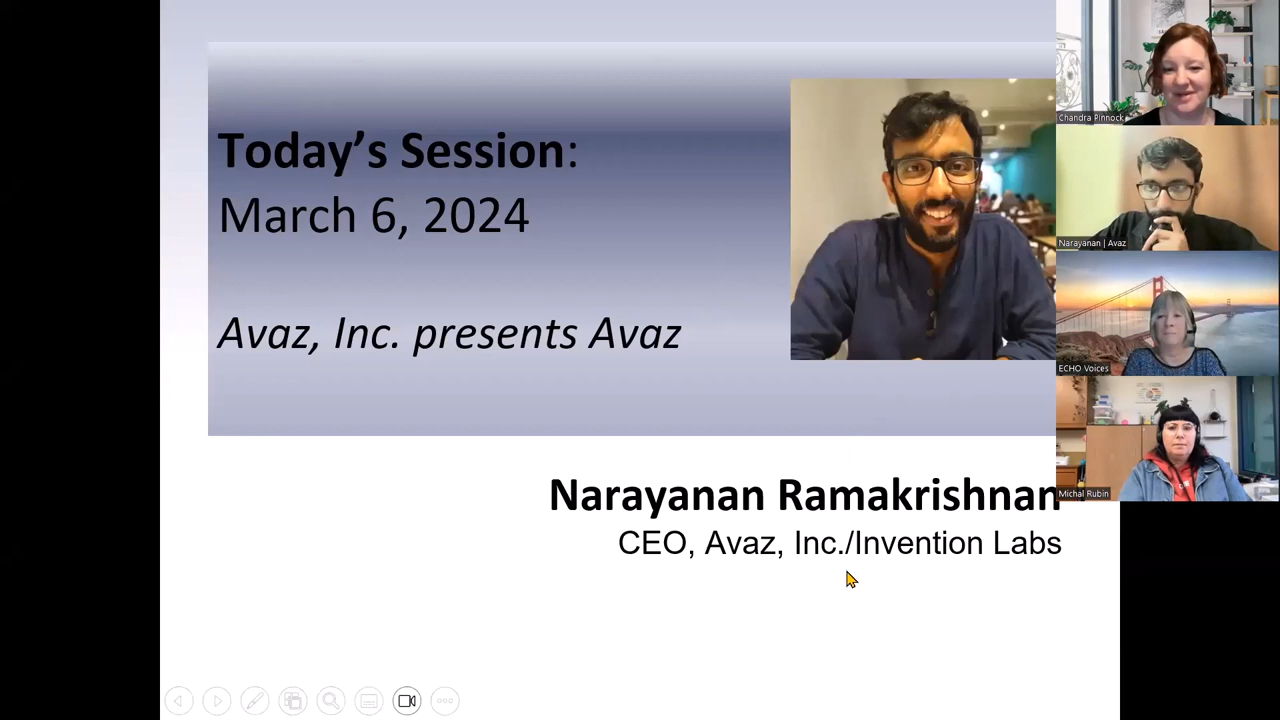 Today's Session:
March 6, 2024
Avaz, Inc. presents Avaz
Narayanan Ramakrishnan
CEO, Avaz, Inc./Invention Labs
Chandra Pinnock
Narayanan | Avaz
ECHO Voices
Michal Rubin